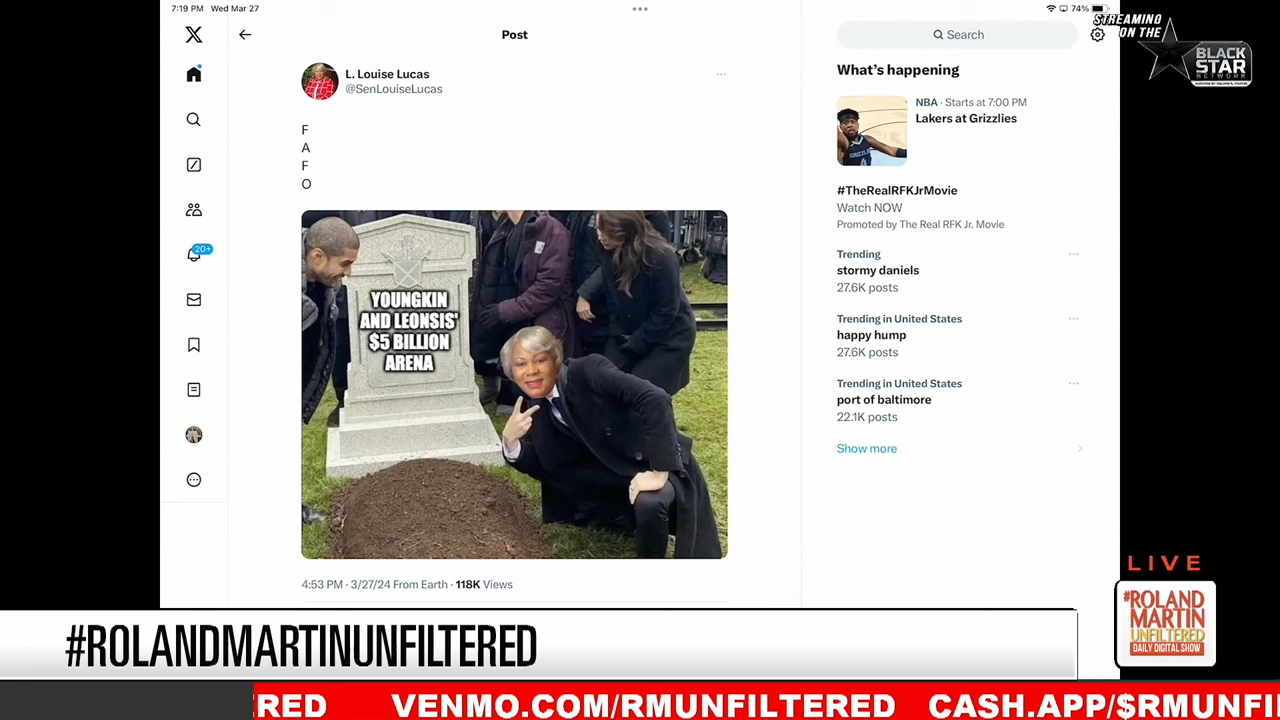 7:19 PM Wed Mar 27
74%
STREAMING
ON THE
BLACK
STAR
NETWORK
Post
Search
L. Louise Lucas
@SenLouiseLucas
F
A
F
O
YOUNGKIN
AND LEONSIS'
$5 BILLION
ARENA
4:53 PM · 3/27/24 From Earth · 118K Views
20+
What's happening
NBA · Starts at 7:00 PM
Lakers at Grizzlies
GRIZZLIES
#TheRealRFKJrMovie
Watch NOW
Promoted by The Real RFK Jr. Movie
Trending
stormy daniels
27.6K posts
Trending in United States
happy hump
27.6K posts
Trending in United States
port of baltimore
22.1K posts
Show more
LIVE
#ROLAND
MARTIN
UNFILTERED
DAILY DIGITAL SHOW
#ROLANDMARTINUNFILTERED
RED VENMO.COM/RMUNFILTERED CASH.APP/$RMUNFI